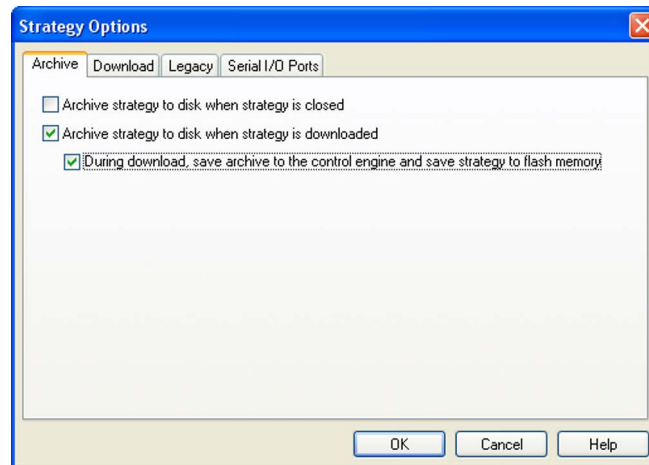 Strategy Options
Archive Download Legacy Serial I/O Ports
Archive strategy to disk when strategy is closed
Archive strategy to disk when strategy is downloaded
During download, save archive to the control engine and save strategy to flash memory
OK Cancel Help